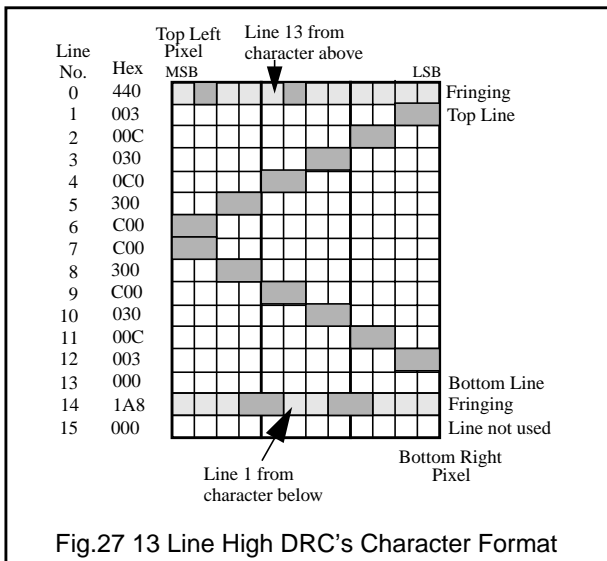 Top Left Line 13 from
Line Pixel character above
No. Hex MSB LSB
0 440 Fringing
1 003 Top Line
2 00C
3 030
4 0C0
5 300
6 C00
7 C00
8 300
9 C00
10 030
11 00C
12 003
13 000 Bottom Line
14 1A8 Fringing
15 000 Line not used
Line 1 from Bottom Right
character below Pixel
Fig.27 13 Line High DRC's Character Format